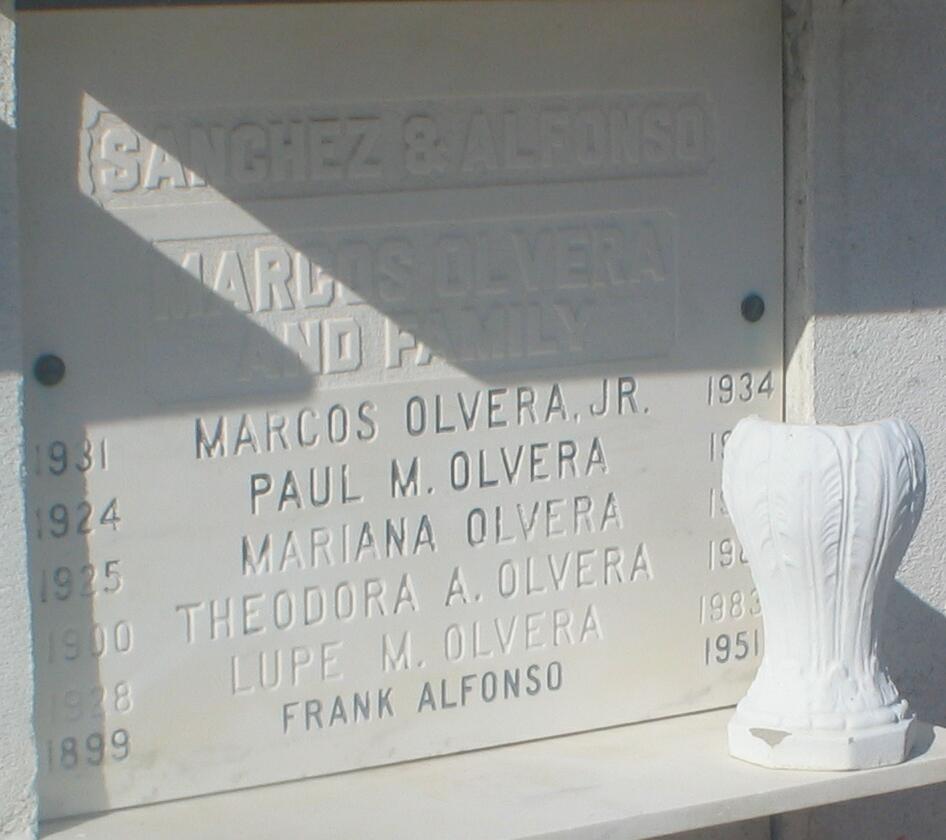 SANCHEZ & ALFONSO
MARCOS OLVERA
AND FAMILY
1931 MARCOS OLVERA, JR. 1934
1924 PAUL M. OLVERA
1925 MARIANA OLVERA
1900 THEODORA A. OLVERA
1928 LUPE M. OLVERA 1983
1899 FRANK ALFONSO 1951